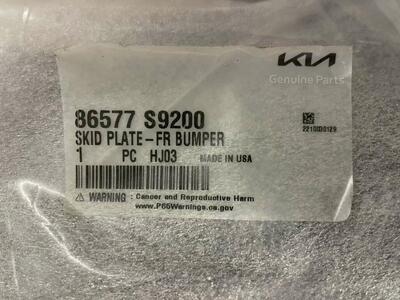 KIA
Genuine Parts
86577 S9200
SKID PLATE-FR BUMPER
1 PC HJ03 MADE IN USA
2210ID0129
⚠ WARNING : Cancer and Reproductive Harm
www.P65Warnings.ca.gov